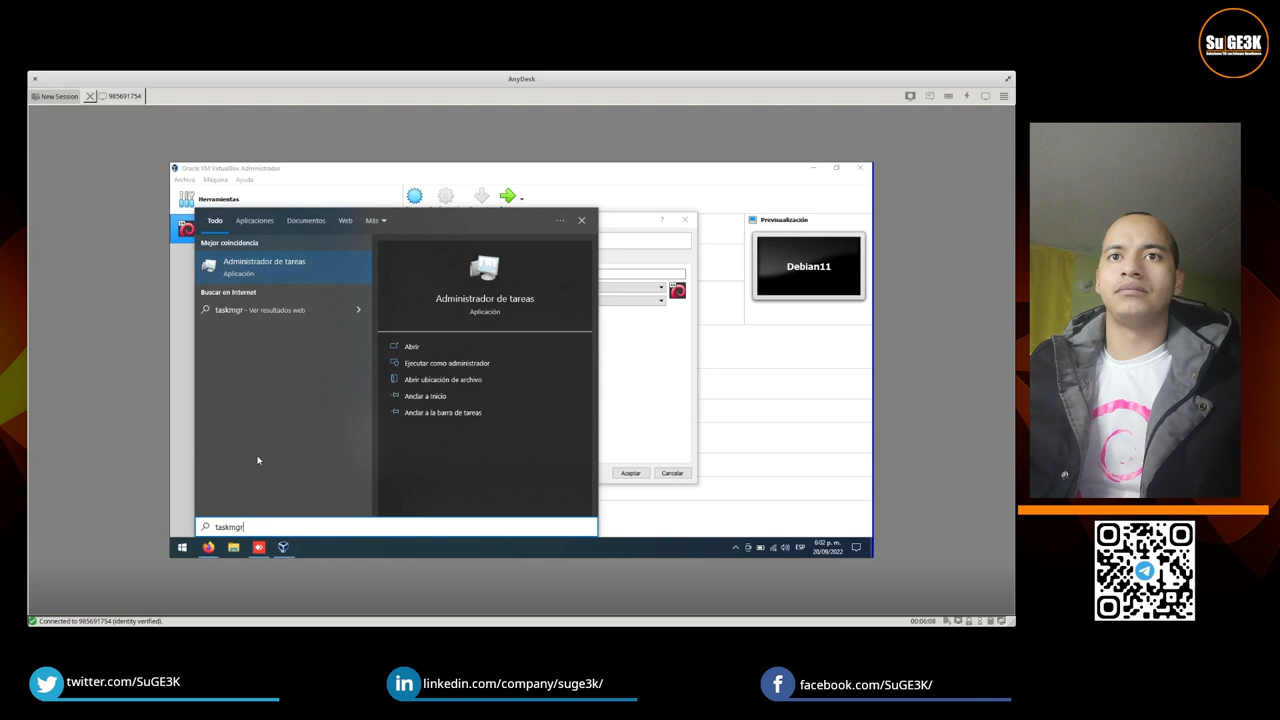 SuGE3K
AnyDesk
New Session
985691754
Oracle VM VirtualBox Administrador
Archivo Máquina Ayuda
Herramientas
Todo Aplicaciones Documentos Web Más
Mejor coincidencia
Administrador de tareas
Aplicación
Buscar en Internet
taskmgr - Ver resultados web
Administrador de tareas
Aplicación
Abrir
Ejecutar como administrador
Abrir ubicación de archivo
Anclar a Inicio
Anclar a la barra de tareas
taskmgr
?
Aceptar Cancelar
Previsualización
Debian11
ESP
6:02 p. m.
20/09/2022
Connected to 985691754 (identity verified).
00:06:08
twitter.com/SuGE3K
linkedin.com/company/suge3k/
facebook.com/SuGE3K/